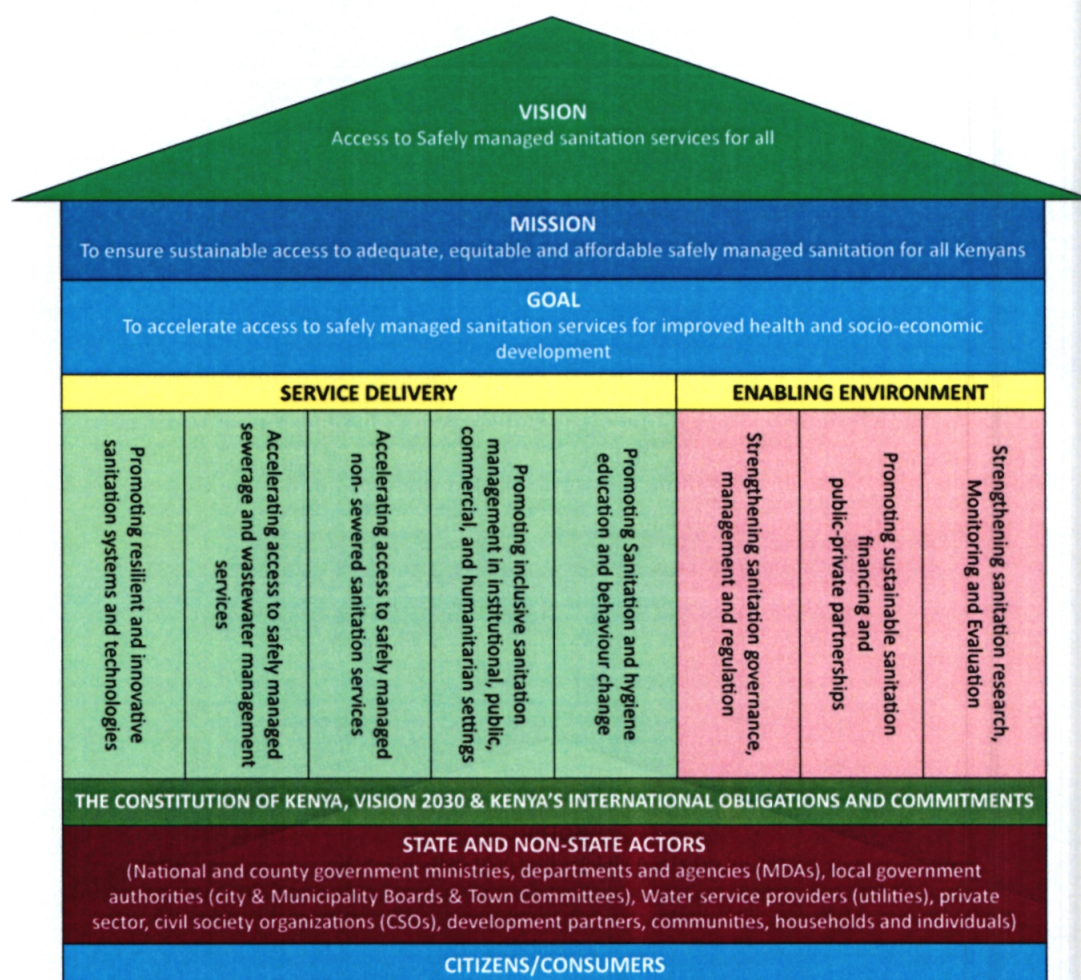 VISION
Access to Safely managed sanitation services for all
MISSION
To ensure sustainable access to adequate, equitable and affordable safely managed sanitation for all Kenyans
GOAL
To accelerate access to safely managed sanitation services for improved health and socio-economic
development
SERVICE DELIVERY
ENABLING ENVIRONMENT
Promoting resilient and innovative
sanitation systems and technologies
Accelerating access to safely managed
sewerage and wastewater management
services
Accelerating access to safely managed
non- sewered sanitation services
Promoting inclusive sanitation
management in institutional, public,
commercial, and humanitarian settings
Promoting Sanitation and hygiene
education and behaviour change
Strengthening sanitation governance,
management and regulation
Promoting sustainable sanitation
financing and
public-private partnerships
Strengthening sanitation research,
Monitoring and Evaluation
THE CONSTITUTION OF KENYA, VISION 2030 & KENYA'S INTERNATIONAL OBLIGATIONS AND COMMITMENTS
STATE AND NON-STATE ACTORS
(National and county government ministries, departments and agencies (MDAs), local government
authorities (city & Municipality Boards & Town Committees), Water service providers (utilities), private
sector, civil society organizations (CSOs), development partners, communities, households and individuals)
CITIZENS/CONSUMERS